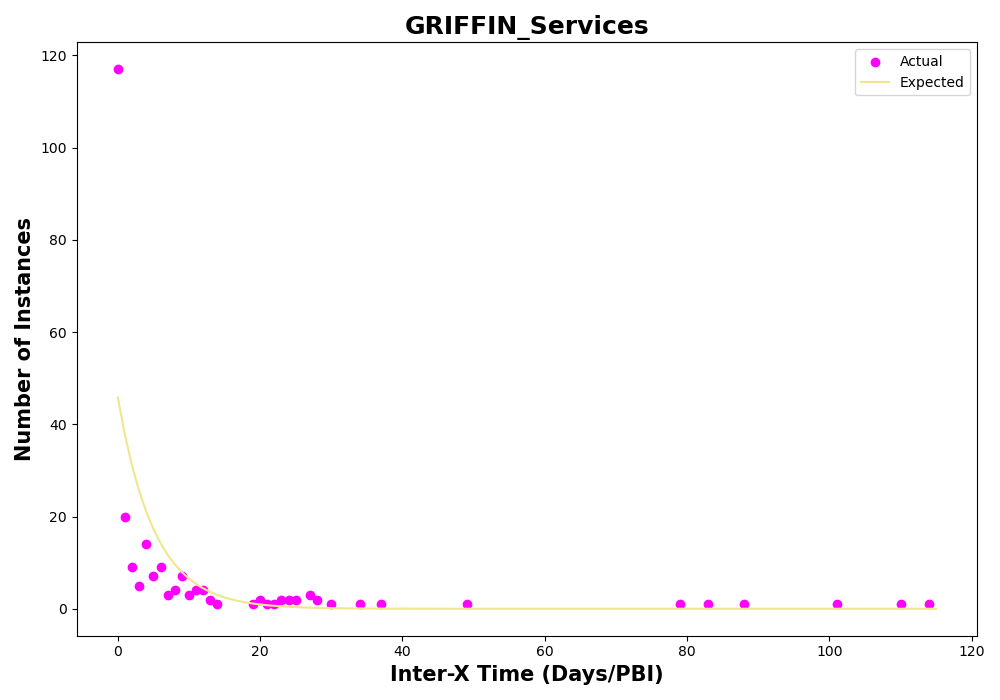 GRIFFIN_Services
Actual
Expected
Number of Instances
120
100
80
60
40
20
0
0 20 40 60 80 100 120
Inter-X Time (Days/PBI)